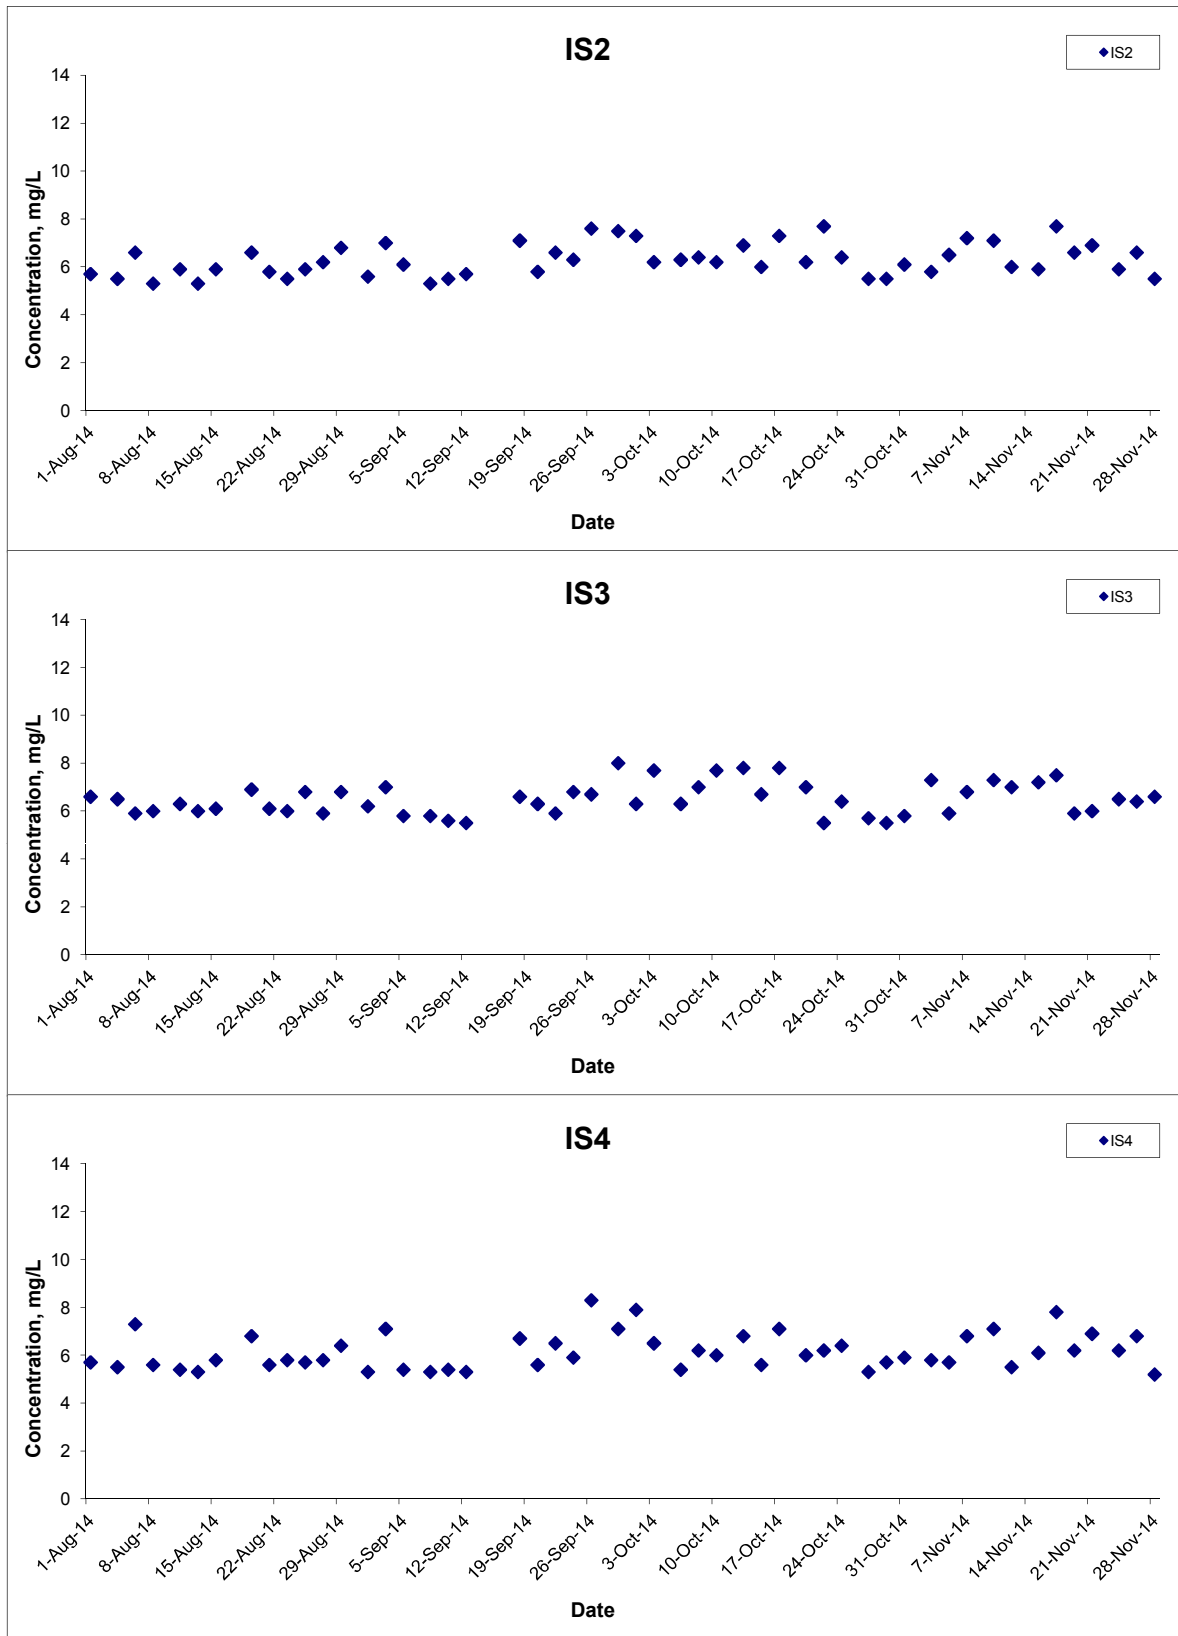 IS2
IS2
Concentration, mg/L
14
12
10
8
6
4
2
0
1-Aug-14
8-Aug-14
15-Aug-14
22-Aug-14
29-Aug-14
5-Sep-14
12-Sep-14
19-Sep-14
26-Sep-14
3-Oct-14
10-Oct-14
17-Oct-14
24-Oct-14
31-Oct-14
7-Nov-14
14-Nov-14
21-Nov-14
28-Nov-14
Date
IS3
IS3
Concentration, mg/L
14
12
10
8
6
4
2
0
1-Aug-14
8-Aug-14
15-Aug-14
22-Aug-14
29-Aug-14
5-Sep-14
12-Sep-14
19-Sep-14
26-Sep-14
3-Oct-14
10-Oct-14
17-Oct-14
24-Oct-14
31-Oct-14
7-Nov-14
14-Nov-14
21-Nov-14
28-Nov-14
Date
IS4
IS4
Concentration, mg/L
14
12
10
8
6
4
2
0
1-Aug-14
8-Aug-14
15-Aug-14
22-Aug-14
29-Aug-14
5-Sep-14
12-Sep-14
19-Sep-14
26-Sep-14
3-Oct-14
10-Oct-14
17-Oct-14
24-Oct-14
31-Oct-14
7-Nov-14
14-Nov-14
21-Nov-14
28-Nov-14
Date